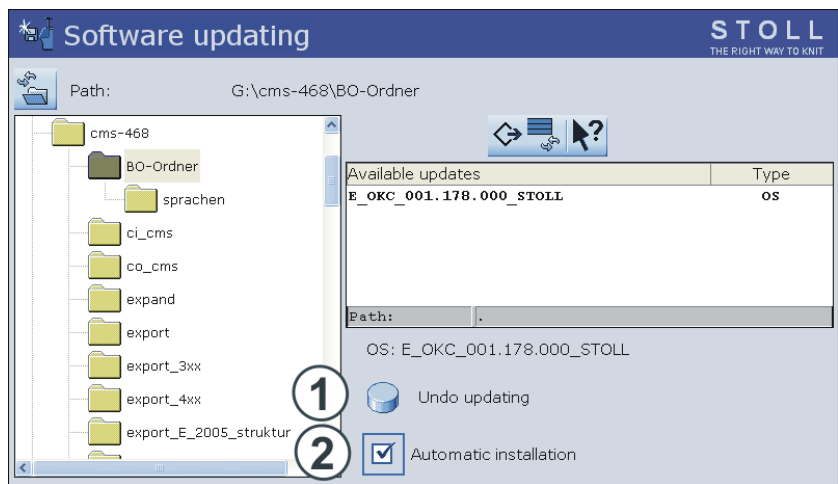 Software updating
STOLL
THE RIGHT WAY TO KNIT
Path: G:\cms-468\BO-Ordner
cms-468
BO-Ordner
sprachen
ci_cms
co_cms
expand
export
export_3xx
export_4xx
export_E_2005_struktur
?
Available updates Type
E_OKC_001.178.000_STOLL OS
Path: .
OS: E_OKC_001.178.000_STOLL
1 Undo updating
2 Automatic installation